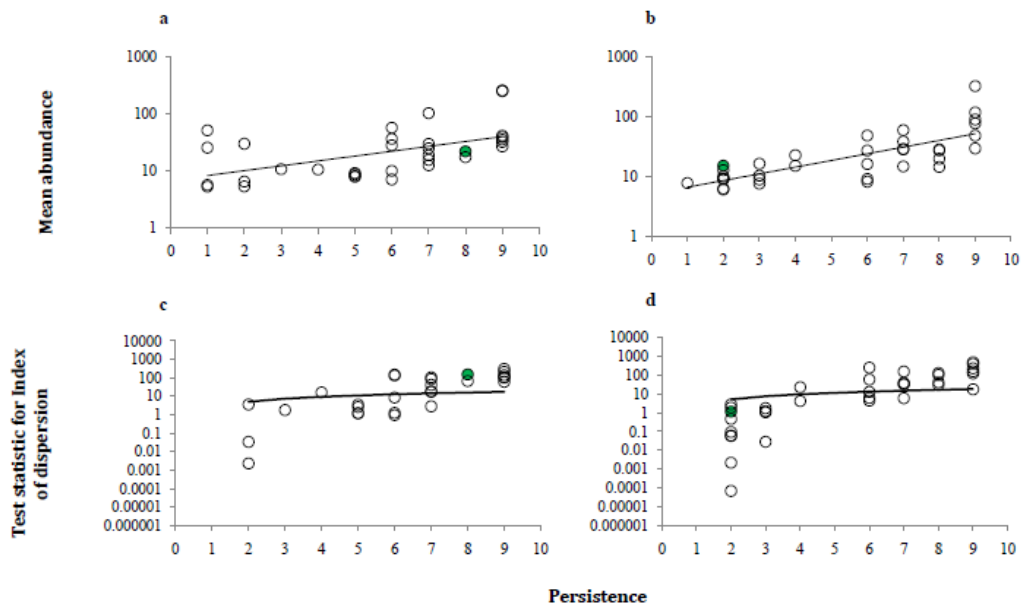 a
b
Mean abundance
1000
100
10
1
0 1 2 3 4 5 6 7 8 9 10
1000
100
10
1
0 1 2 3 4 5 6 7 8 9 10
c
d
Test statistic for Index
of dispersion
10000
1000
100
10
1
0.1
0.01
0.001
0.0001
0.00001
0.000001
0 1 2 3 4 5 6 7 8 9 10
10000
1000
100
10
1
0.1
0.01
0.001
0.0001
0.00001
0.000001
0 1 2 3 4 5 6 7 8 9 10
Persistence